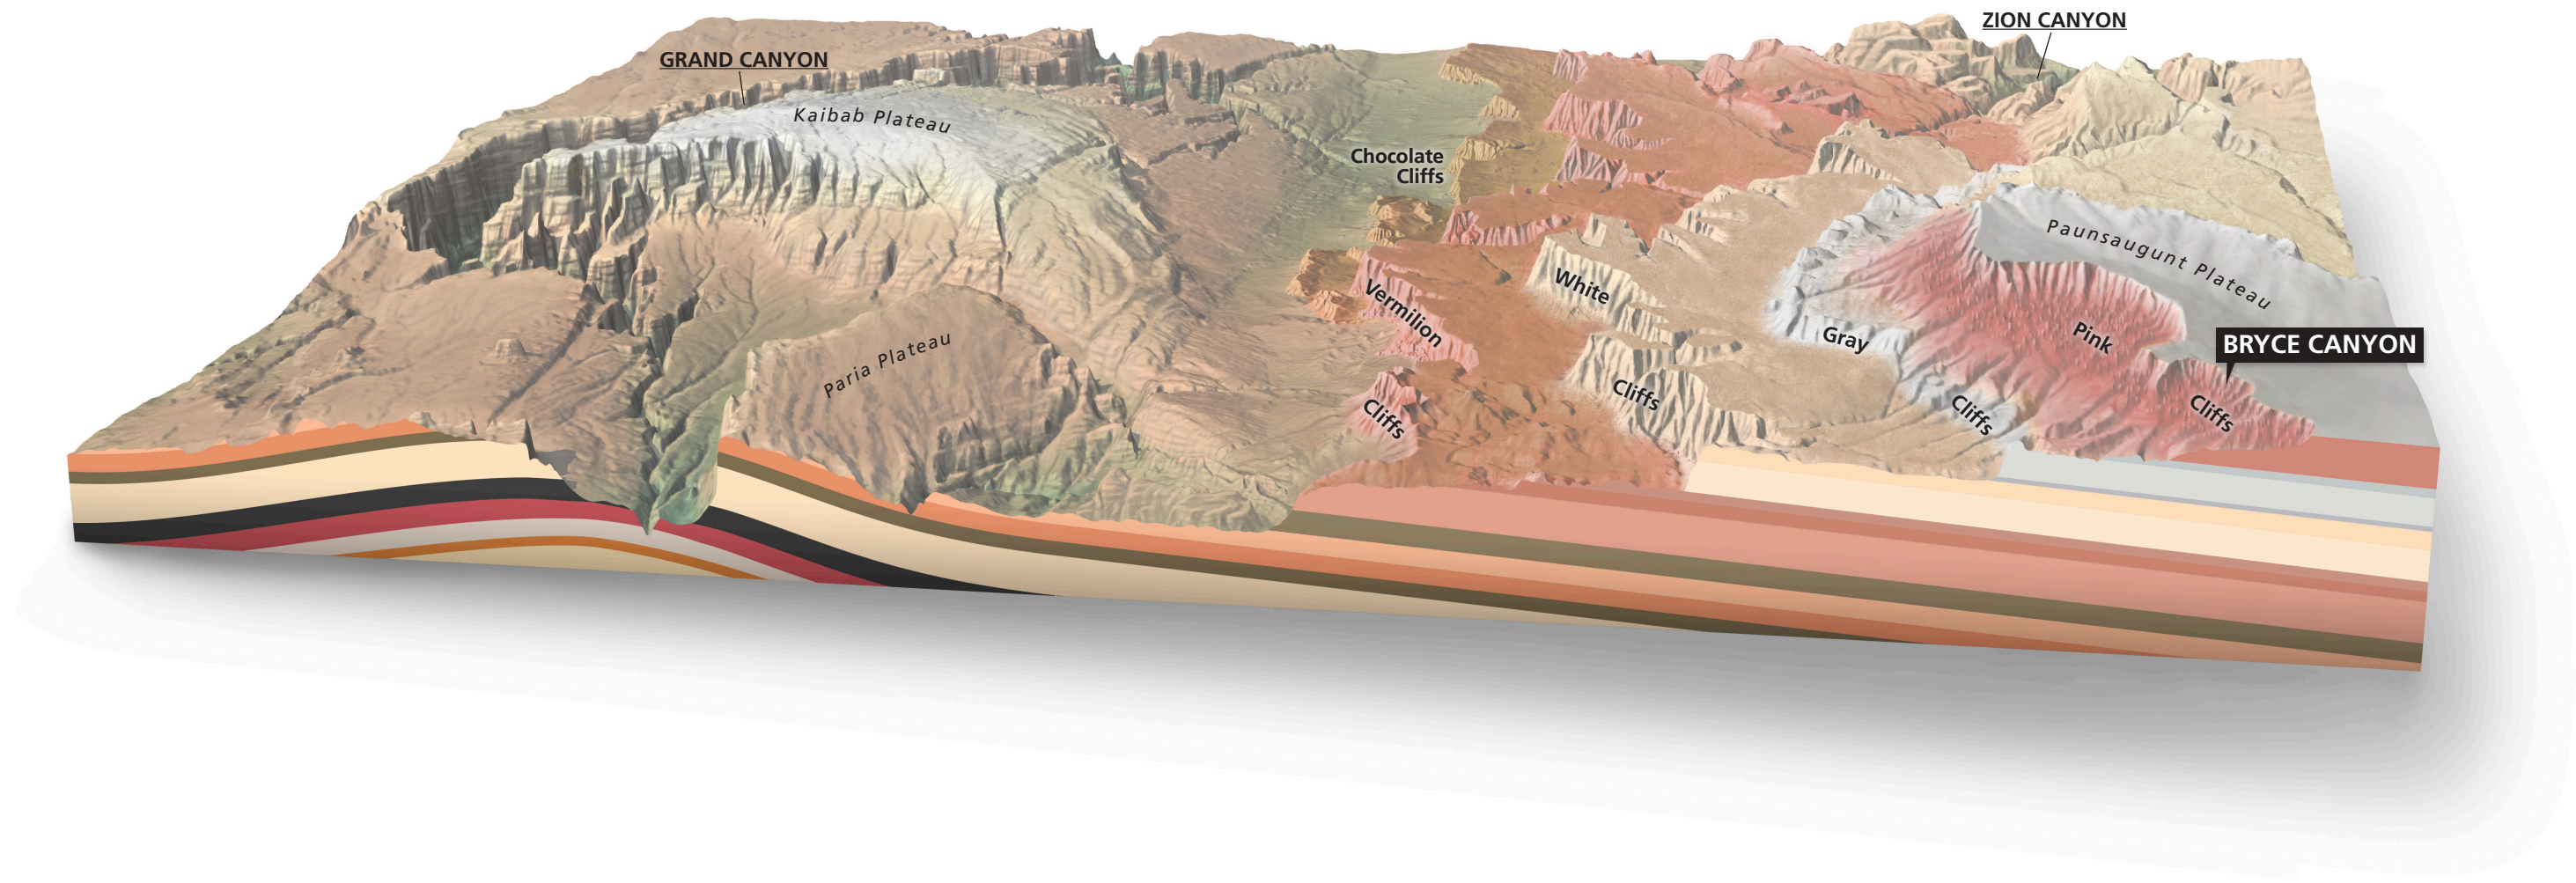 ZION CANYON
GRAND CANYON
Kaibab Plateau
Chocolate
Cliffs
Paunsaugunt Plateau
White
Cliffs
Vermilion
Cliffs
Gray
Cliffs
Pink
Cliffs
BRYCE CANYON
Paria Plateau